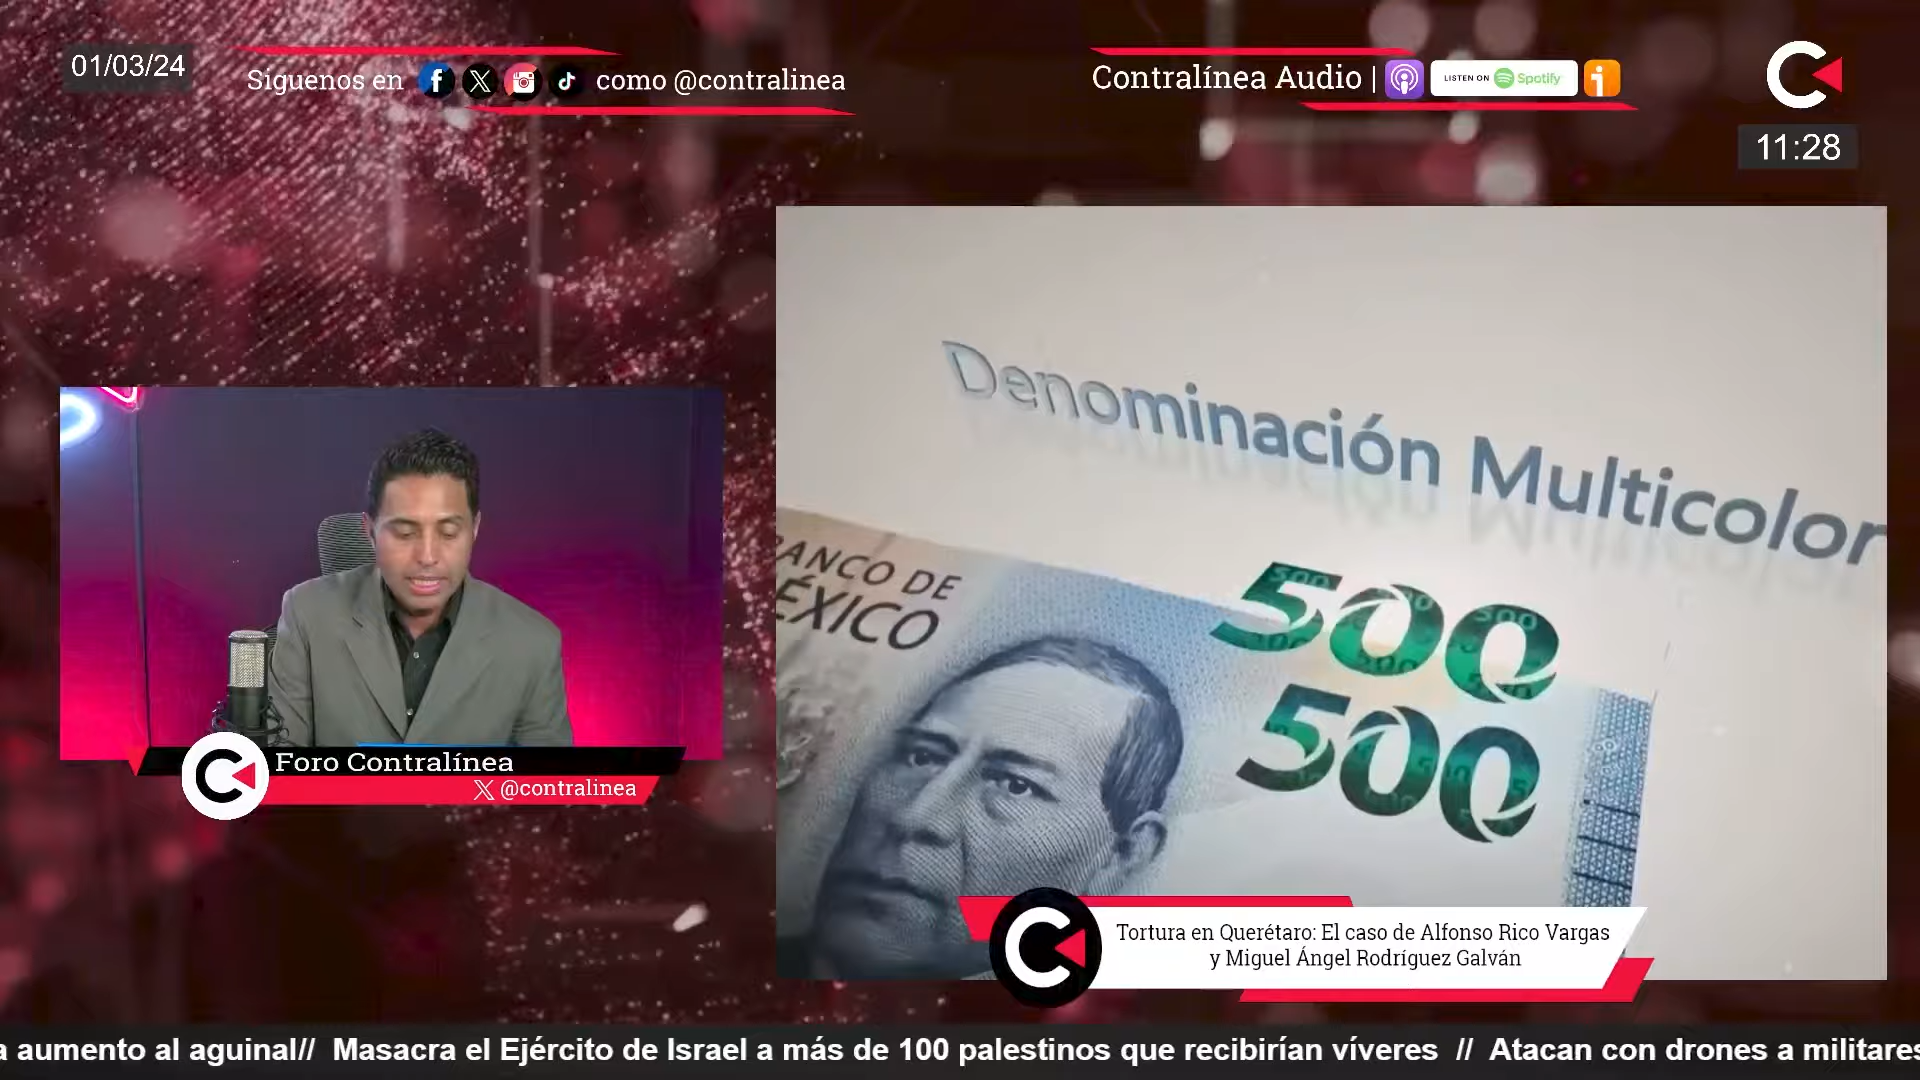 01/03/24
Síguenos en
como @contralinea
Contralínea Audio |
LISTEN ON Spotify
11:28
Denominación Multicolor
BANCO DE
MÉXICO
500
500
Foro Contralínea
@contralinea
Tortura en Querétaro: El caso de Alfonso Rico Vargas
y Miguel Ángel Rodríguez Galván
a aumento al aguinal// Masacra el Ejército de Israel a más de 100 palestinos que recibirían víveres // Atacan con drones a militares